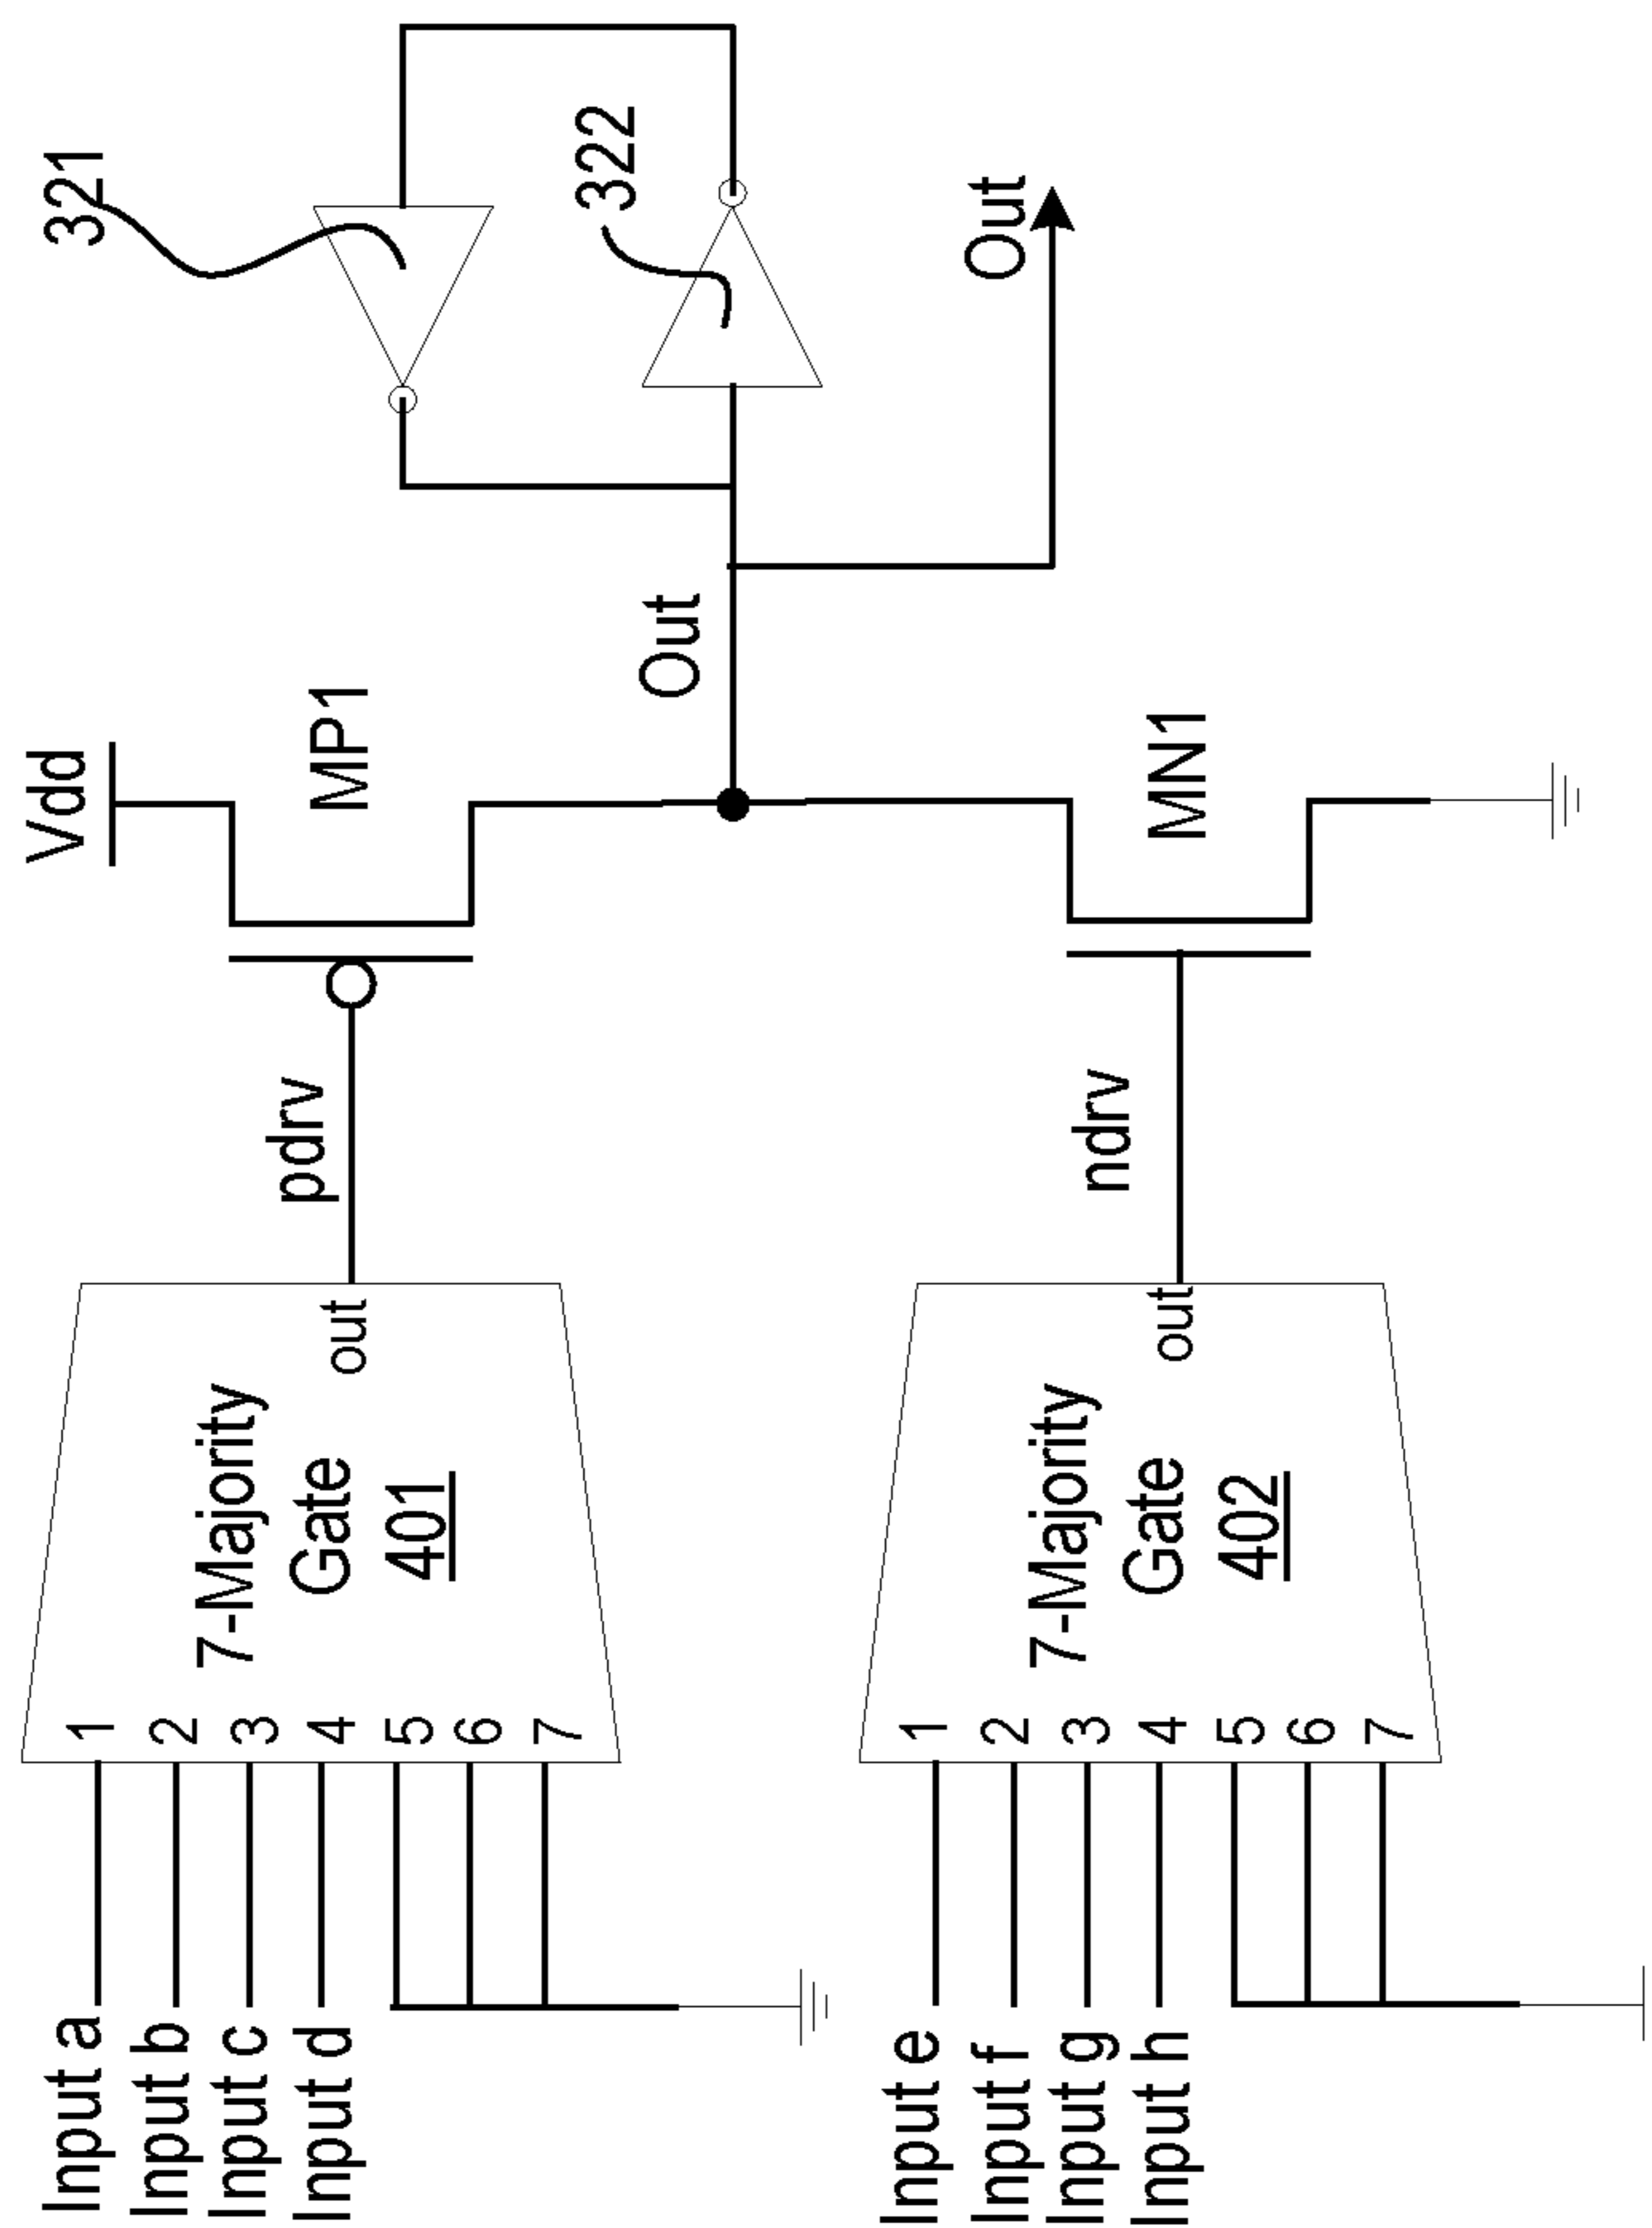 Input a
Input b
Input c
Input d
1
2
3
4
5
6
7
7-Majority
Gate
401
out
pdrv
Vdd
MP1
Out
321
322
Out
Input e
Input f
Input g
Input h
1
2
3
4
5
6
7
7-Majority
Gate
402
out
ndrv
MN1